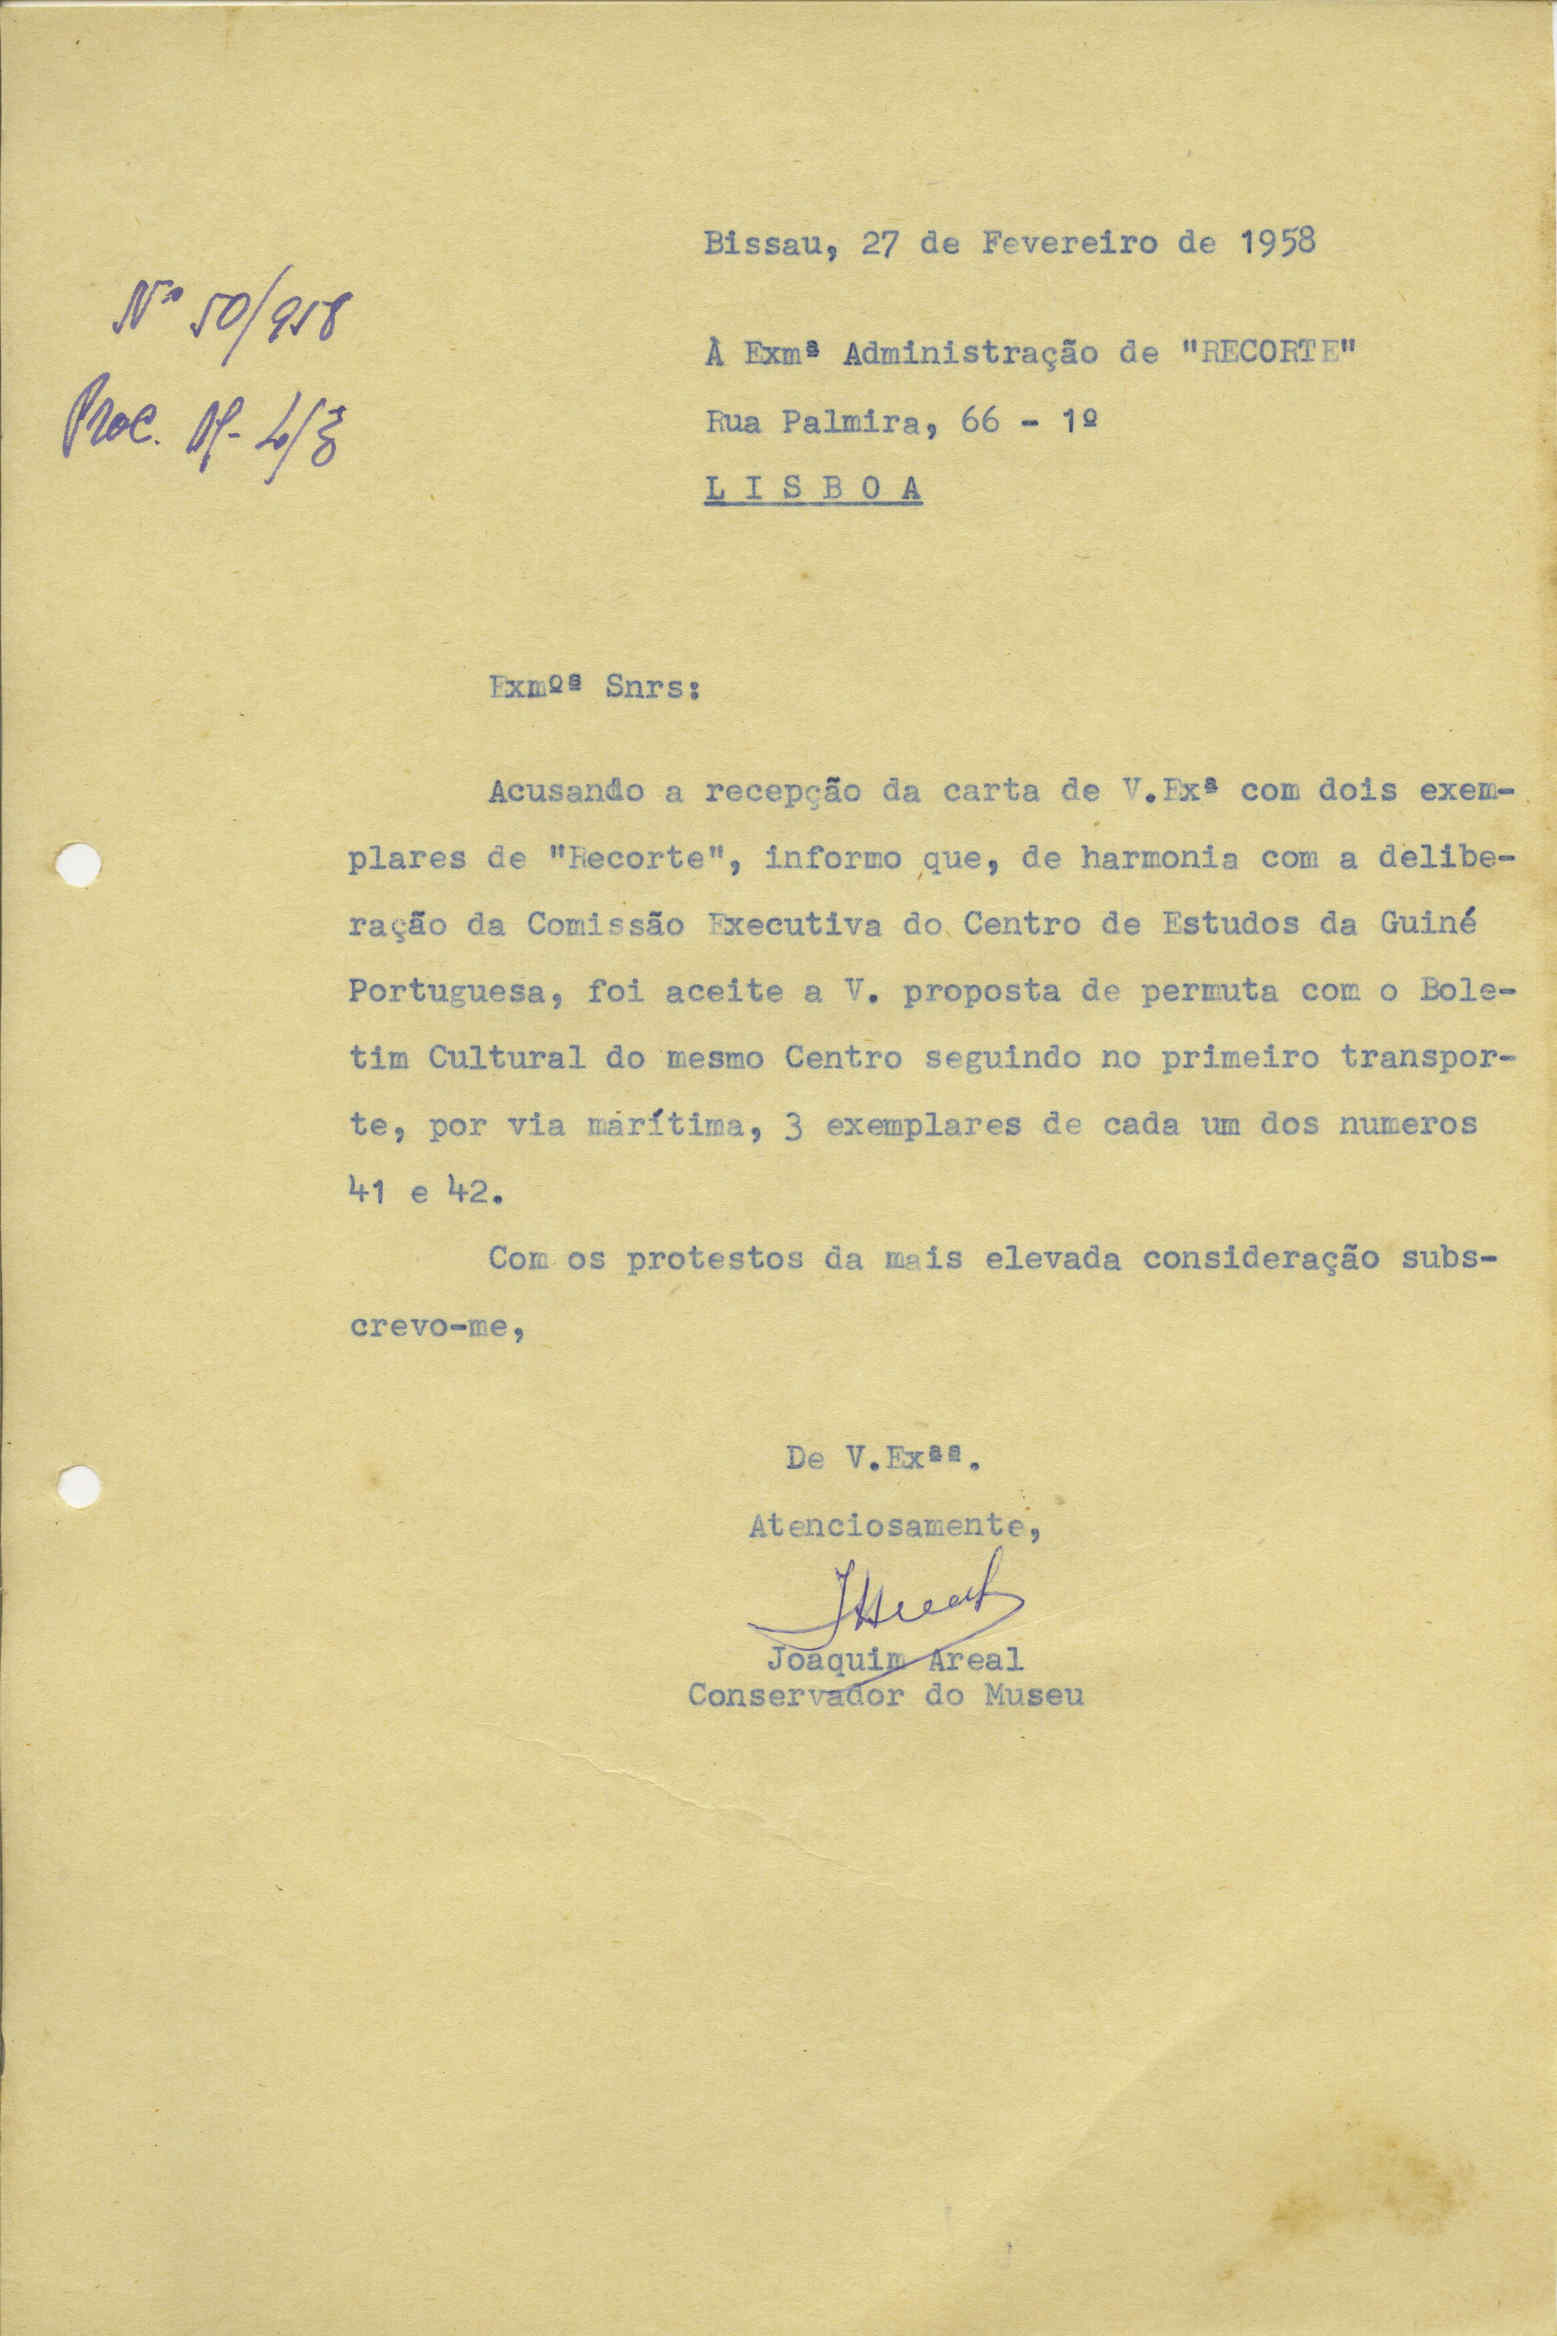 Bissau, 27 de Fevereiro de 1958
Nº 50/958
À Exmª Administração de "RECORTE"
Proc.
Rua Palmira, 66 - 1º
L I S B O A
Exmºs Snrs:
Acusando a recepção da carta de V.Exª com dois exem-
plares de "Recorte", informo que, de harmonia com a delibe-
ração da Comissão Executiva do Centro de Estudos da Guiné
Portuguesa, foi aceite a V. proposta de permuta com o Bole-
tim Cultural do mesmo Centro seguindo no primeiro transpor-
te, por via marítima, 3 exemplares de cada um dos numeros
41 e 42.
Com os protestos da mais elevada consideração subs-
crevo-me,
De V.Exªs.
Atenciosamente,
Joaquim Areal
Conservador do Museu